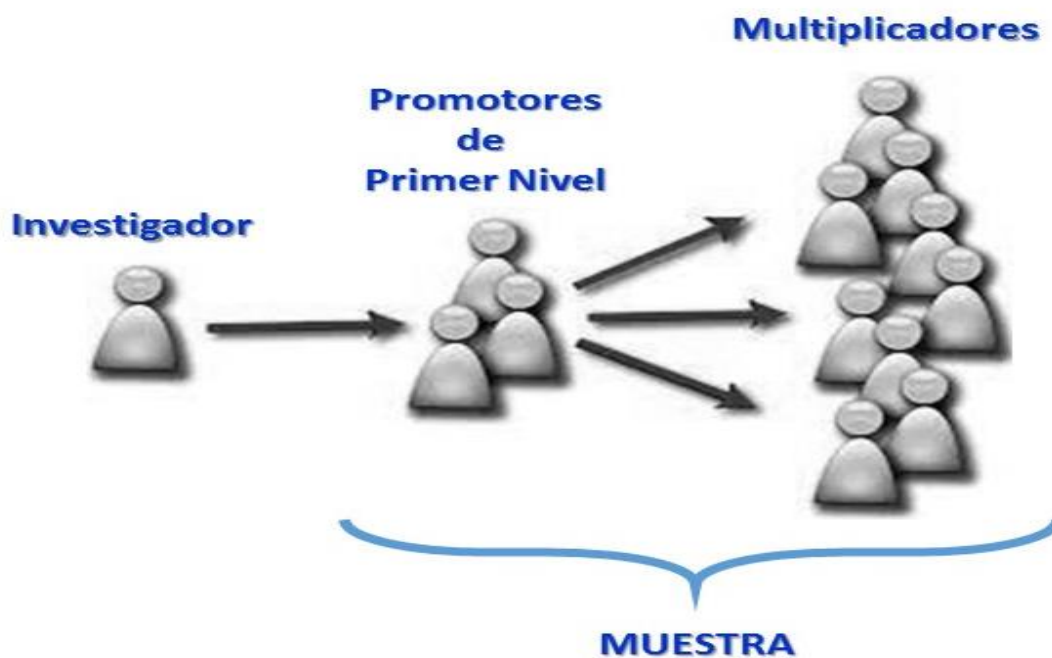 Multiplicadores
Promotores
de
Primer Nivel
Investigador
MUESTRA